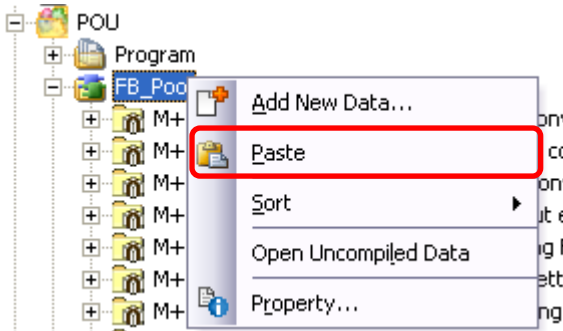 POU
Program
FB_Poo
Add New Data...
M+
M+
Paste
M+
M+
Sort
M+
Open Uncompiled Data
M+
M+
Property...